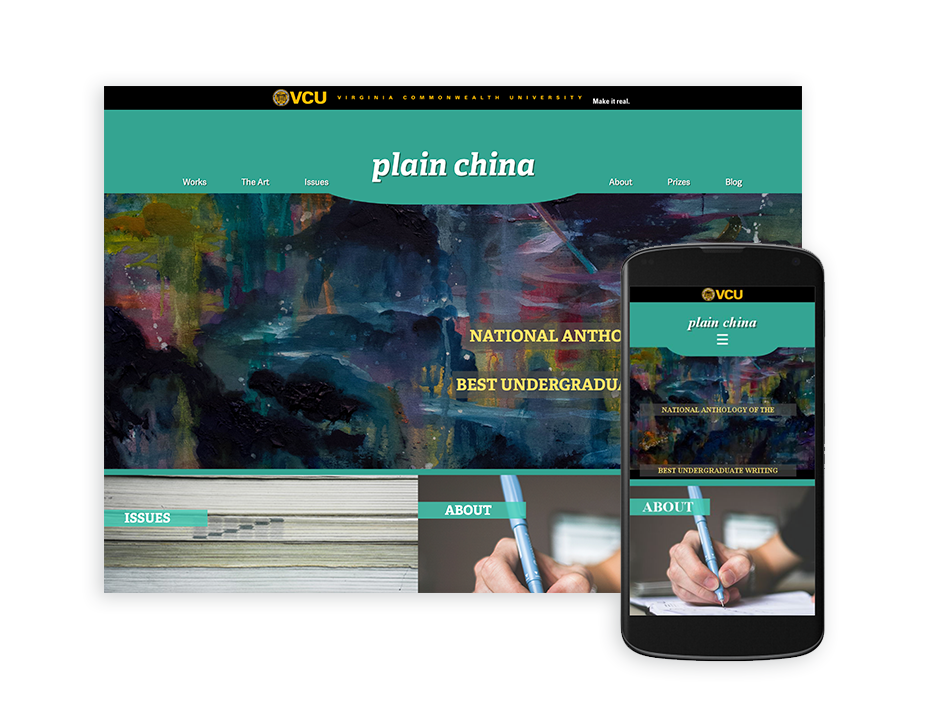 VCU VIRGINIA COMMONWEALTH UNIVERSITY Make it real.
plain china
Works The Art Issues About Prizes Blog
NATIONAL ANTHO
BEST UNDERGRADUA
ISSUES
ABOUT
VCU
plain china
NATIONAL ANTHOLOGY OF THE
BEST UNDERGRADUATE WRITING
ABOUT